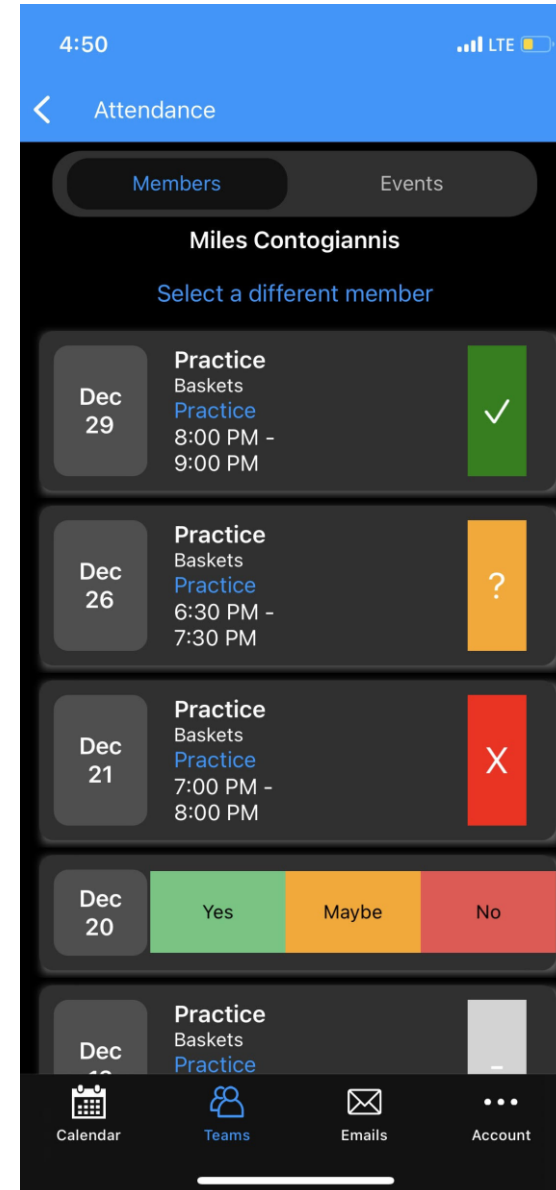 4:50
LTE
Attendance
Members
Events
Miles Contogiannis
Select a different member
Dec
29
Practice
Baskets
Practice
8:00 PM -
9:00 PM
Dec
26
Practice
Baskets
Practice
6:30 PM -
7:30 PM
?
Dec
21
Practice
Baskets
Practice
7:00 PM -
8:00 PM
X
Dec
20
Yes
Maybe
No
Dec
Practice
Baskets
Practice
-
Calendar
Teams
Emails
Account